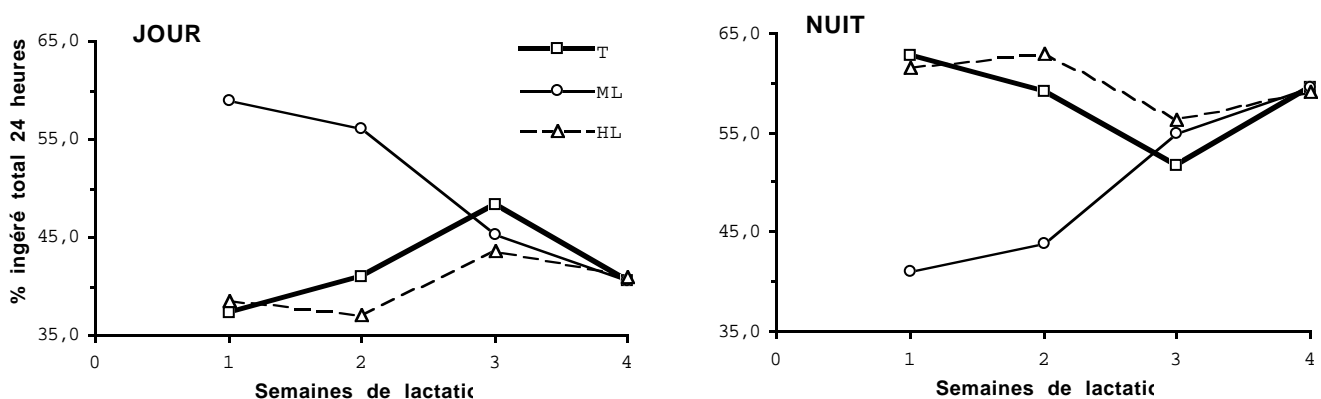 JOUR
% ingéré total 24 heures
65,0
55,0
45,0
35,0
0
1
2
3
4
Semaines de lactatic
T
ML
HL
NUIT
65,0
55,0
45,0
35,0
0
1
2
3
4
Semaines de lactatic